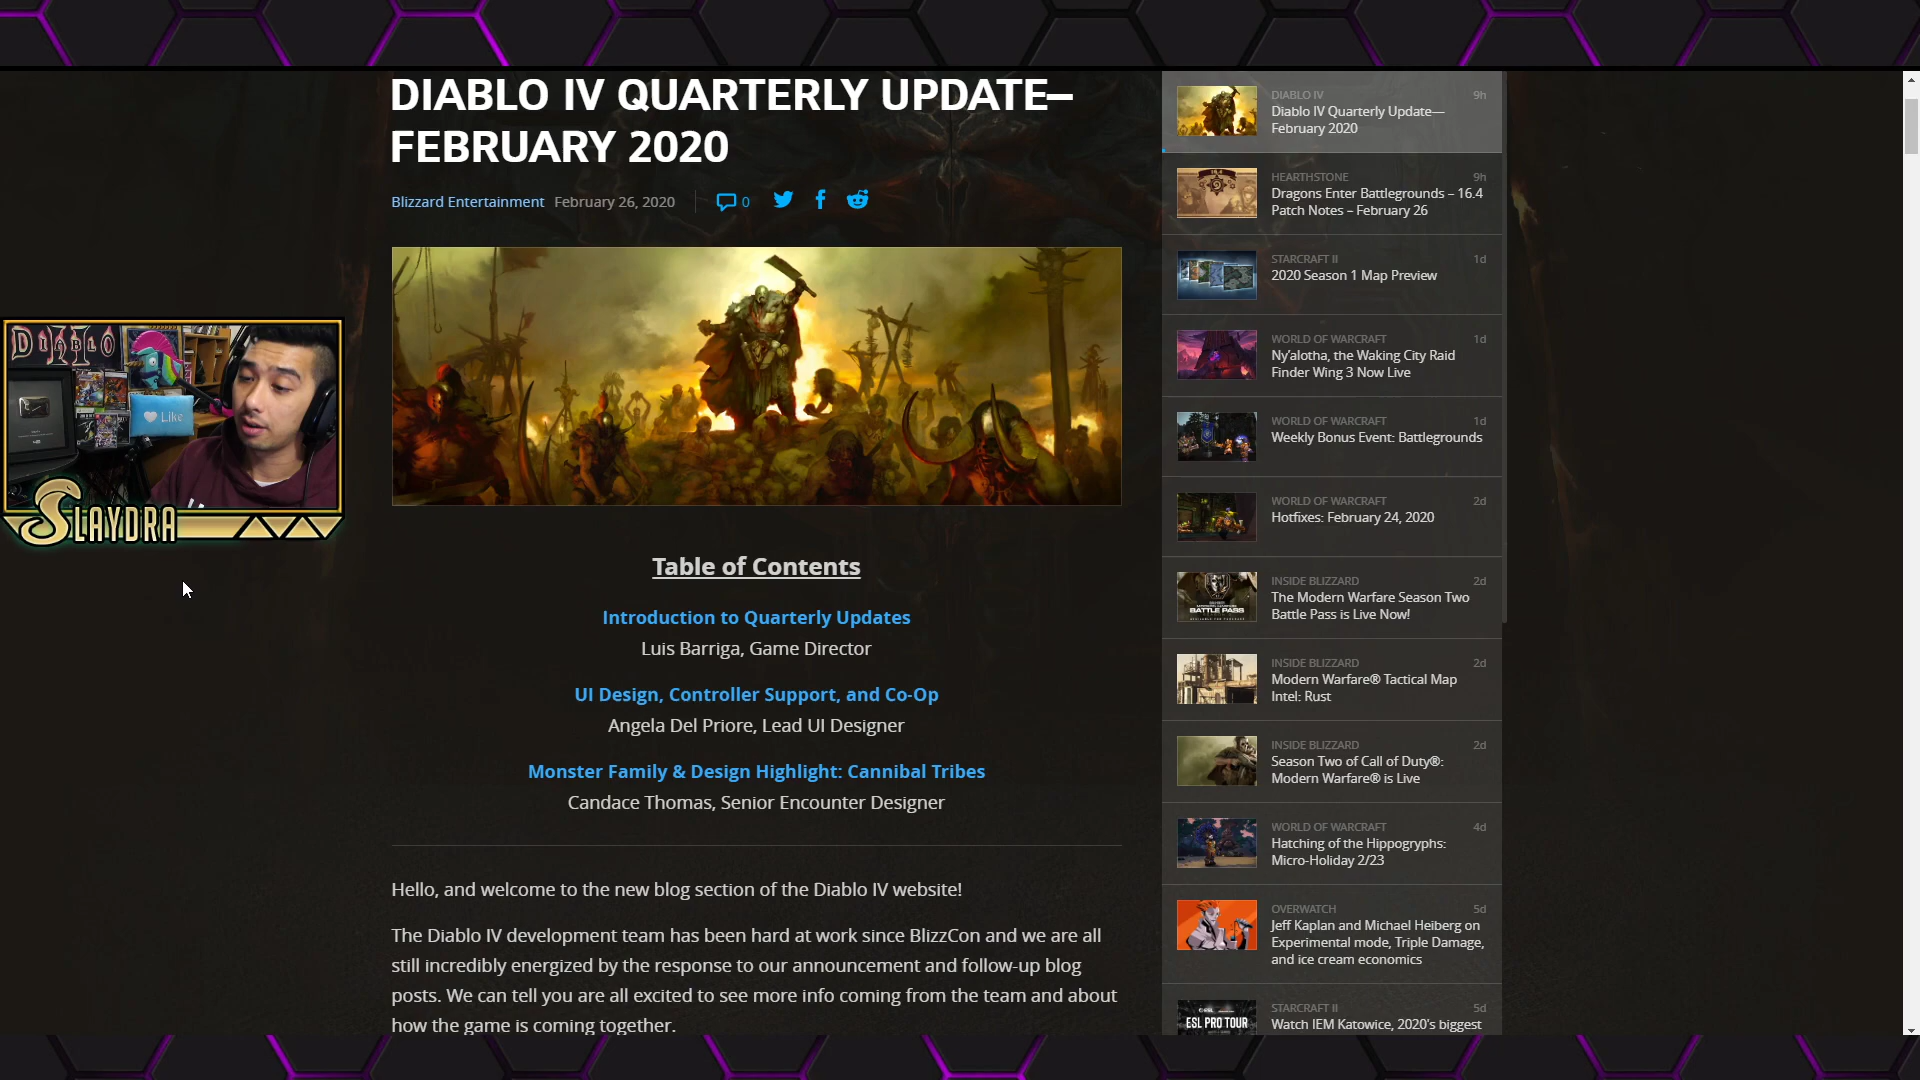 DIABLO IV QUARTERLY UPDATE—
FEBRUARY 2020
Blizzard Entertainment February 26, 2020 0
DIABLO III
Like
SLAYDRA
Table of Contents
Introduction to Quarterly Updates
Luis Barriga, Game Director
UI Design, Controller Support, and Co-Op
Angela Del Priore, Lead UI Designer
Monster Family & Design Highlight: Cannibal Tribes
Candace Thomas, Senior Encounter Designer
Hello, and welcome to the new blog section of the Diablo IV website!
The Diablo IV development team has been hard at work since BlizzCon and we are all
still incredibly energized by the response to our announcement and follow-up blog
posts. We can tell you are all excited to see more info coming from the team and about
how the game is coming together.
DIABLO IV 9h
Diablo IV Quarterly Update—
February 2020
HEARTHSTONE 9h
Dragons Enter Battlegrounds – 16.4
Patch Notes – February 26
16.4
STARCRAFT II 1d
2020 Season 1 Map Preview
WORLD OF WARCRAFT 1d
Ny'alotha, the Waking City Raid
Finder Wing 3 Now Live
WORLD OF WARCRAFT 1d
Weekly Bonus Event: Battlegrounds
WORLD OF WARCRAFT 2d
Hotfixes: February 24, 2020
INSIDE BLIZZARD 2d
The Modern Warfare Season Two
Battle Pass is Live Now!
BATTLE PASS
INSIDE BLIZZARD 2d
Modern Warfare® Tactical Map
Intel: Rust
INSIDE BLIZZARD 2d
Season Two of Call of Duty®:
Modern Warfare® is Live
WORLD OF WARCRAFT 4d
Hatching of the Hippogryphs:
Micro-Holiday 2/23
OVERWATCH 5d
Jeff Kaplan and Michael Heiberg on
Experimental mode, Triple Damage,
and ice cream economics
STARCRAFT II 5d
Watch IEM Katowice, 2020's biggest
ESL PRO TOUR